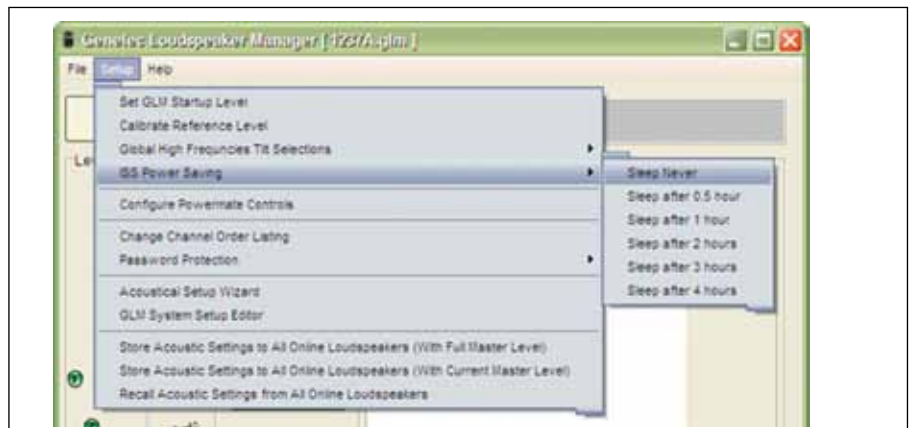 Genelec Loudspeaker Manager [ 1237A.glm ]
File Setup Help
Set GLM Startup Level
Calibrate Reference Level
Global High Frequncies Tilt Selections
ISS Power Saving
Sleep Never
Sleep after 0.5 hour
Configure Powermate Controls
Sleep after 1 hour
Change Channel Order Listing
Sleep after 2 hours
Password Protection
Sleep after 3 hours
Acoustical Setup Wizard
Sleep after 4 hours
GLM System Setup Editor
Store Acoustic Settings to All Online Loudspeakers (With Full Master Level)
Store Acoustic Settings to All Online Loudspeakers (With Current Master Level)
Recall Acoustic Settings from All Online Loudspeakers